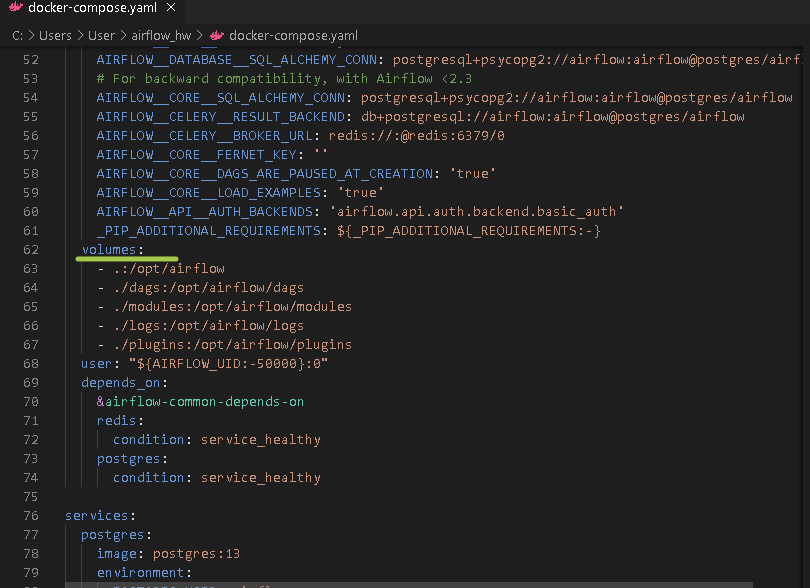 docker-compose.yaml
C: > Users > User > airflow_hw > docker-compose.yaml
52 AIRFLOW__DATABASE__SQL_ALCHEMY_CONN: postgresql+psycopg2://airflow:airflow@postgres/airf
53 # For backward compatibility, with Airflow <2.3
54 AIRFLOW__CORE__SQL_ALCHEMY_CONN: postgresql+psycopg2://airflow:airflow@postgres/airflow
55 AIRFLOW__CELERY__RESULT_BACKEND: db+postgresql://airflow:airflow@postgres/airflow
56 AIRFLOW__CELERY__BROKER_URL: redis://:@redis:6379/0
57 AIRFLOW__CORE__FERNET_KEY: ''
58 AIRFLOW__CORE__DAGS_ARE_PAUSED_AT_CREATION: 'true'
59 AIRFLOW__CORE__LOAD_EXAMPLES: 'true'
60 AIRFLOW__API__AUTH_BACKENDS: 'airflow.api.auth.backend.basic_auth'
61 _PIP_ADDITIONAL_REQUIREMENTS: ${_PIP_ADDITIONAL_REQUIREMENTS:-}
62 volumes:
63 - .:/opt/airflow
64 - ./dags:/opt/airflow/dags
65 - ./modules:/opt/airflow/modules
66 - ./logs:/opt/airflow/logs
67 - ./plugins:/opt/airflow/plugins
68 user: "${AIRFLOW_UID:-50000}:0"
69 depends_on:
70 &airflow-common-depends-on
71 redis:
72 condition: service_healthy
73 postgres:
74 condition: service_healthy
75
76 services:
77 postgres:
78 image: postgres:13
79 environment: